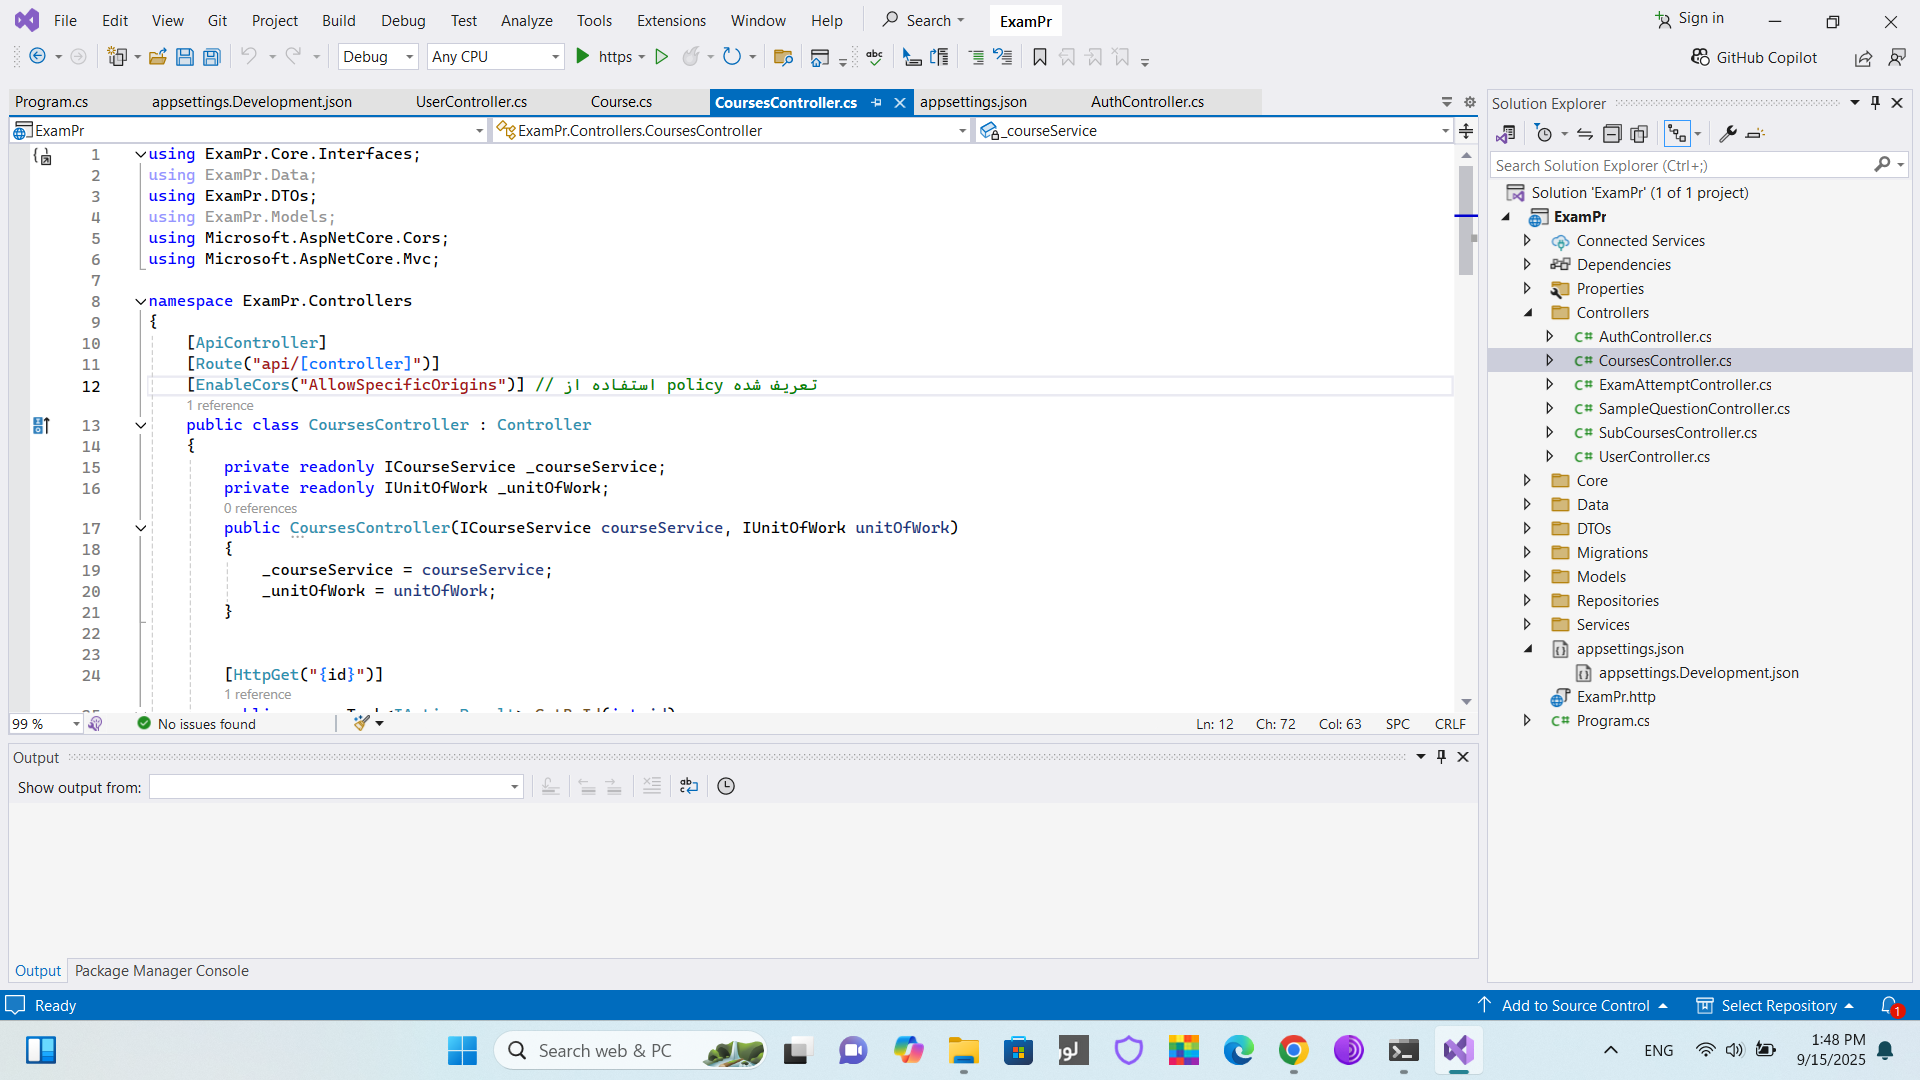 File Edit View Git Project Build Debug Test Analyze Tools Extensions Window Help Search ExamPr Sign in
Debug Any CPU https GitHub Copilot
Program.cs appsettings.Development.json UserController.cs Course.cs CoursesController.cs appsettings.json AuthController.cs
ExamPr ExamPr.Controllers.CoursesController _courseService
1 using ExamPr.Core.Interfaces;
2 using ExamPr.Data;
3 using ExamPr.DTOs;
4 using ExamPr.Models;
5 using Microsoft.AspNetCore.Cors;
6 using Microsoft.AspNetCore.Mvc;
7
8 namespace ExamPr.Controllers
9 {
10 [ApiController]
11 [Route("api/[controller]")]
12 [EnableCors("AllowSpecificOrigins")] // استفاده از policy تعریف شده
1 reference
13 public class CoursesController : Controller
14 {
15 private readonly ICourseService _courseService;
16 private readonly IUnitOfWork _unitOfWork;
0 references
17 public CoursesController(ICourseService courseService, IUnitOfWork unitOfWork)
18 {
19 _courseService = courseService;
20 _unitOfWork = unitOfWork;
21 }
22
23
24 [HttpGet("{id}")]
1 reference
99 % No issues found Ln: 12 Ch: 72 Col: 63 SPC CRLF
Output
Show output from:
Output Package Manager Console
Solution Explorer
Search Solution Explorer (Ctrl+;)
Solution 'ExamPr' (1 of 1 project)
ExamPr
Connected Services
Dependencies
Properties
Controllers
C# AuthController.cs
C# CoursesController.cs
C# ExamAttemptController.cs
C# SampleQuestionController.cs
C# SubCoursesController.cs
C# UserController.cs
Core
Data
DTOs
Migrations
Models
Repositories
Services
appsettings.json
appsettings.Development.json
ExamPr.http
C# Program.cs
Ready Add to Source Control Select Repository 1
Search web & PC ENG 1:48 PM
9/15/2025